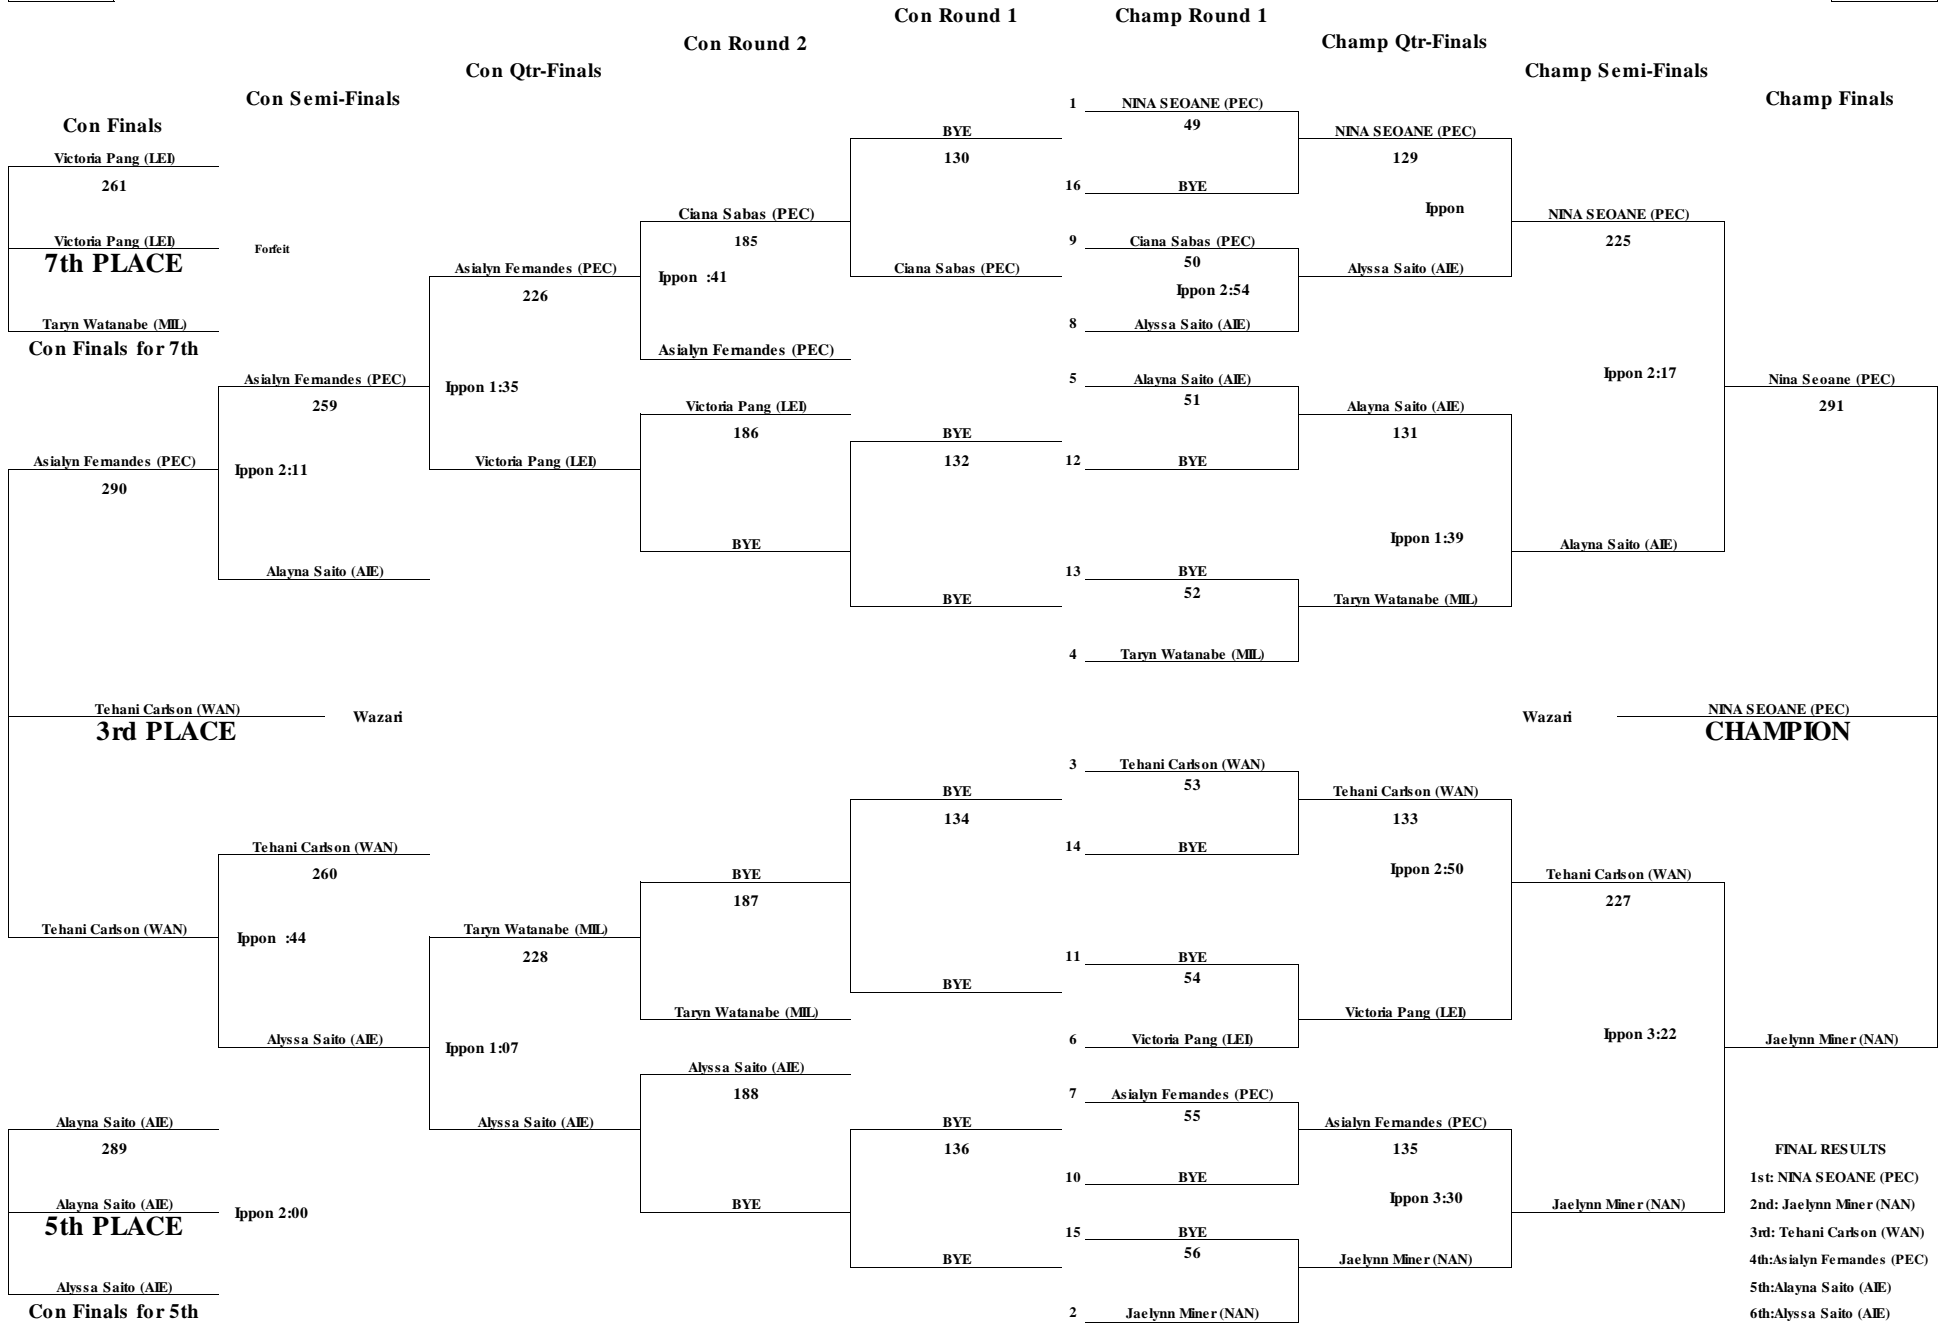 Con Round 1
Champ Round 1
Con Round 2
Champ Qtr-Finals
Con Qtr-Finals
Champ Semi-Finals
Con Semi-Finals
Champ Finals
Con Finals
Victoria Pang (LEI)
261
Victoria Pang (LEI)
Forfeit
7th PLACE
Taryn Watanabe (MIL)
Con Finals for 7th
Asialyn Fernandes (PEC)
290
Tehani Carlson (WAN)
Wazari
3rd PLACE
Tehani Carlson (WAN)
Alayna Saito (AIE)
289
Alayna Saito (AIE)
Ippon 2:00
5th PLACE
Alyssa Saito (AIE)
Con Finals for 5th
Asialyn Fernandes (PEC)
259
Ippon 2:11
Alayna Saito (AIE)
Tehani Carlson (WAN)
260
Ippon :44
Alyssa Saito (AIE)
Asialyn Fernandes (PEC)
226
Ippon 1:35
Victoria Pang (LEI)
Taryn Watanabe (MIL)
228
Ippon 1:07
Alyssa Saito (AIE)
Ciana Sabas (PEC)
185
Ippon :41
Asialyn Fernandes (PEC)
Victoria Pang (LEI)
186
BYE
BYE
187
Taryn Watanabe (MIL)
Alyssa Saito (AIE)
188
BYE
BYE
130
Ciana Sabas (PEC)
BYE
132
BYE
BYE
134
BYE
BYE
136
BYE
1 NINA SEOANE (PEC)
49
16 BYE
9 Ciana Sabas (PEC)
50
Ippon 2:54
8 Alyssa Saito (AIE)
5 Alayna Saito (AIE)
51
12 BYE
13 BYE
52
4 Taryn Watanabe (MIL)
3 Tehani Carlson (WAN)
53
14 BYE
11 BYE
54
6 Victoria Pang (LEI)
7 Asialyn Fernandes (PEC)
55
10 BYE
15 BYE
56
2 Jaelynn Miner (NAN)
NINA SEOANE (PEC)
129
Ippon
Alyssa Saito (AIE)
Alayna Saito (AIE)
131
Ippon 1:39
Taryn Watanabe (MIL)
Tehani Carlson (WAN)
133
Ippon 2:50
Victoria Pang (LEI)
Asialyn Fernandes (PEC)
135
Ippon 3:30
Jaelynn Miner (NAN)
NINA SEOANE (PEC)
225
Ippon 2:17
Alayna Saito (AIE)
Tehani Carlson (WAN)
227
Ippon 3:22
Jaelynn Miner (NAN)
Nina Seoane (PEC)
291
Wazari
NINA SEOANE (PEC)
CHAMPION
Jaelynn Miner (NAN)
FINAL RESULTS
1st: NINA SEOANE (PEC)
2nd: Jaelynn Miner (NAN)
3rd: Tehani Carlson (WAN)
4th:Asialyn Fernandes (PEC)
5th:Alayna Saito (AIE)
6th:Alyssa Saito (AIE)